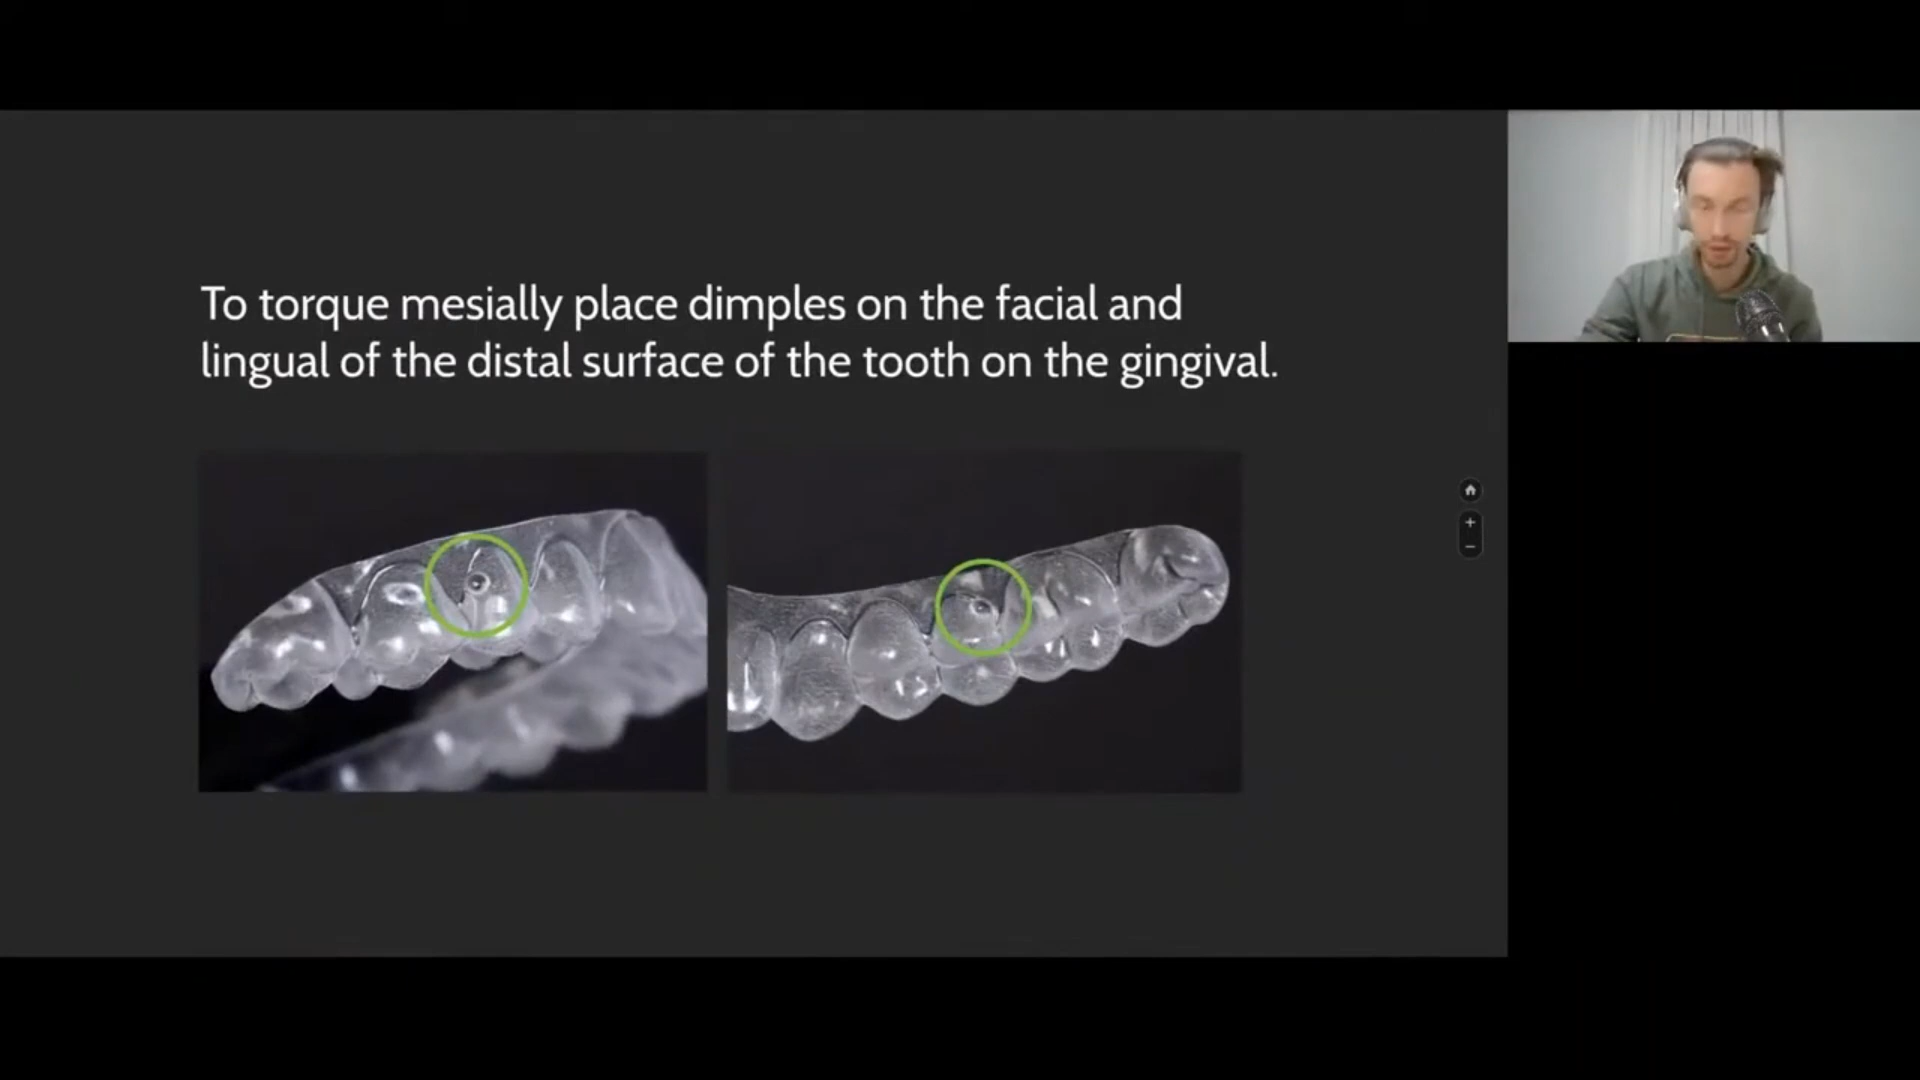 To torque mesially place dimples on the facial and
lingual of the distal surface of the tooth on the gingival.